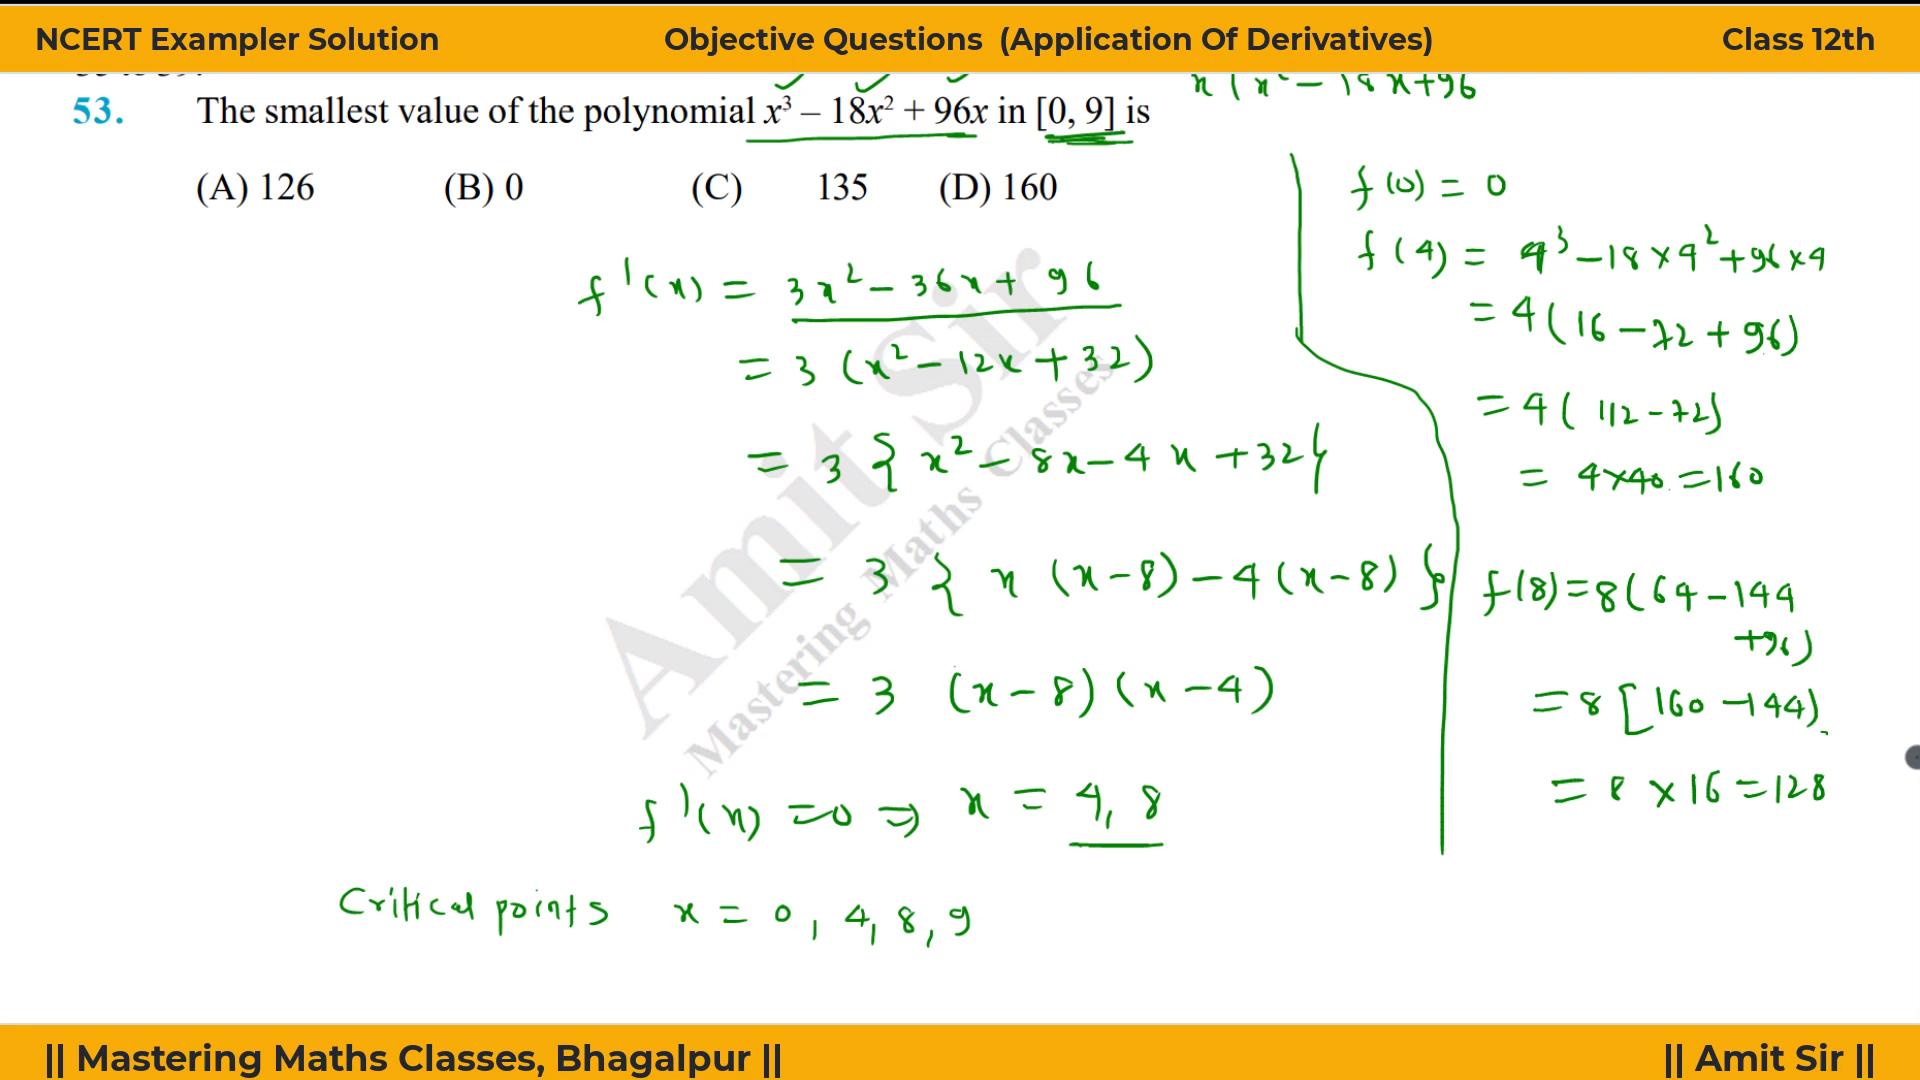 NCERT Exampler Solution Objective Questions (Application Of Derivatives) Class 12th
x(x² - 18x+96
53. The smallest value of the polynomial x³ – 18x² + 96x in [0, 9] is
(A) 126 (B) 0 (C) 135 (D) 160
f'(x) = 3x² - 36x + 96
= 3 (x² - 12x + 32)
= 3 { x² - 8x - 4x + 32}
= 3 { x (x-8) - 4(x-8) }
= 3 (x-8) (x-4)
f'(x) = 0 ⇒ x = 4, 8
Critical points x = 0, 4, 8, 9
f(0) = 0
f(4) = 4³ - 18×4² + 96×4
= 4(16 - 72 + 96)
= 4( 112 - 72)
= 4×40 = 160
f(8) = 8(64 - 144
+96)
= 8[160 - 144)
= 8 × 16 = 128
Amit Sir
Mastering Maths Classes
|| Mastering Maths Classes, Bhagalpur || || Amit Sir ||